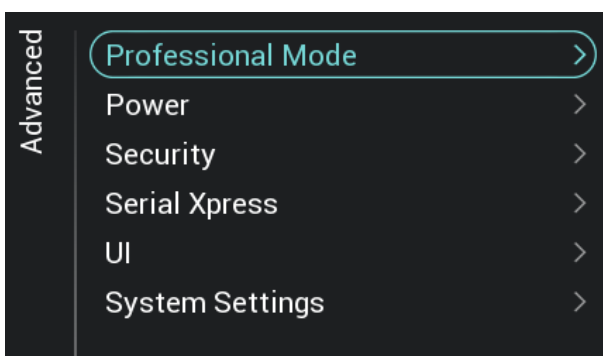 Advanced
Professional Mode
Power
Security
Serial Xpress
UI
System Settings